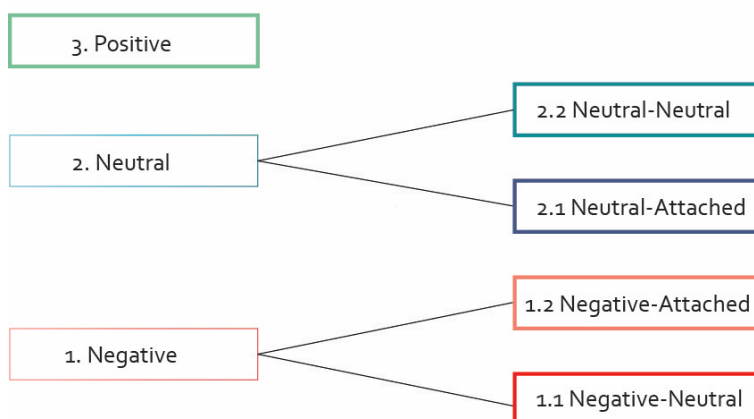 3. Positive
2. Neutral
2.2 Neutral-Neutral
2.1 Neutral-Attached
1. Negative
1.2 Negative-Attached
1.1 Negative-Neutral